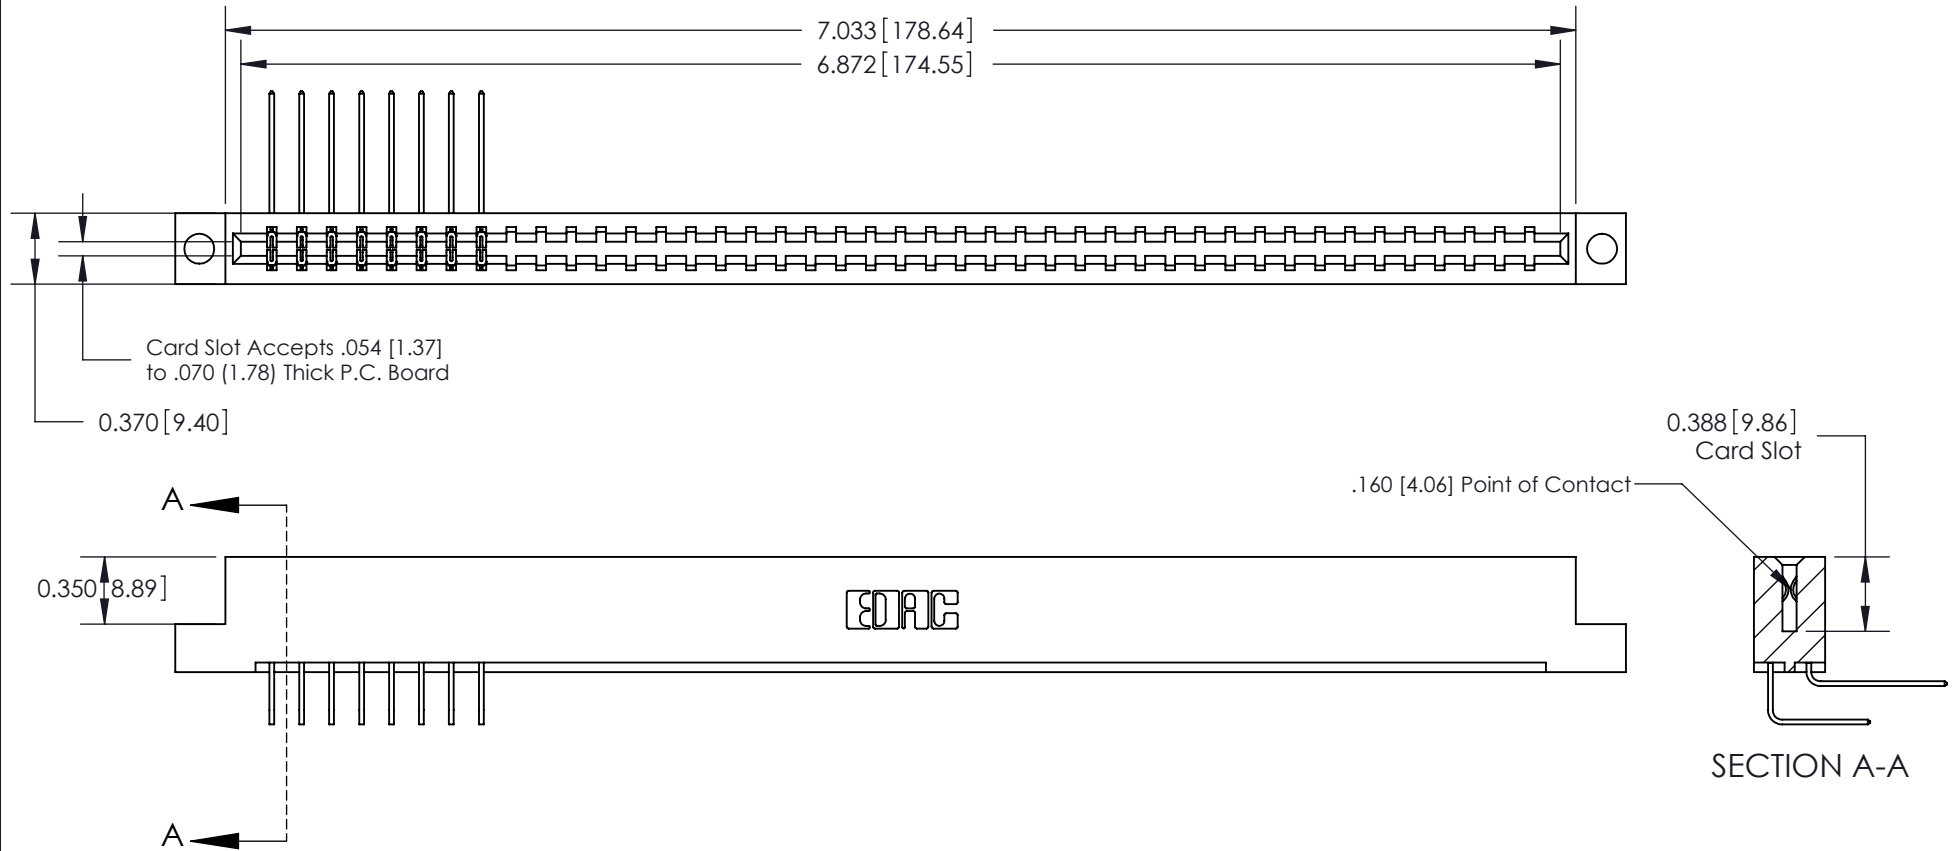 7.033 [178.64]
6.872 [174.55]
Card Slot Accepts .054 [1.37]
to .070 (1.78) Thick P.C. Board
0.370 [9.40]
0.388 [9.86]
Card Slot
.160 [4.06] Point of Contact
A
0.350 [8.89]
EDAC
SECTION A-A
A